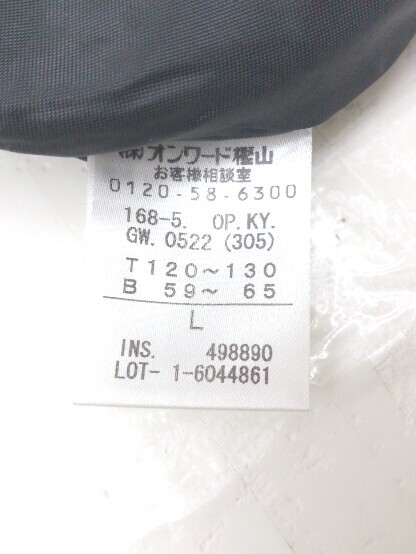 (株)オンワード樫山
お客様相談室
0120-58-6300
168-5. OP.KY.
GW. 0522 (305)
T 120〜130
B 59〜 65
L
INS. 498890
LOT- 1-6044861